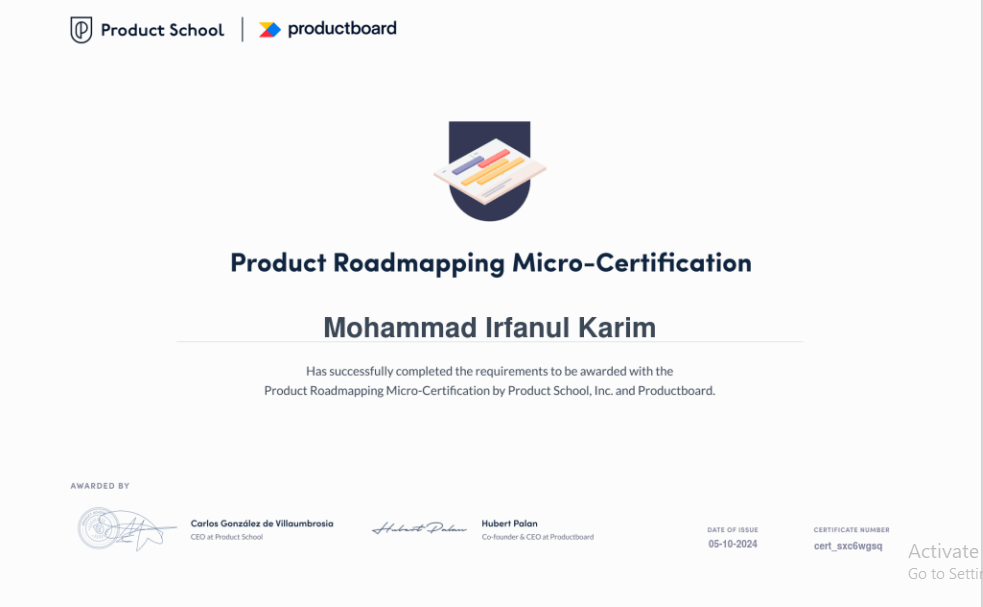 Product School | productboard
Product Roadmapping Micro-Certification
Mohammad Irfanul Karim
Has successfully completed the requirements to be awarded with the
Product Roadmapping Micro-Certification by Product School, Inc. and Productboard.
AWARDED BY
Carlos González de Villaumbrosia
CEO at Product School
Hubert Palan
Hubert Palan
Co-founder & CEO at Productboard
DATE OF ISSUE
05-10-2024
CERTIFICATE NUMBER
cert_sxc6wgsq
Activate
Go to Setti